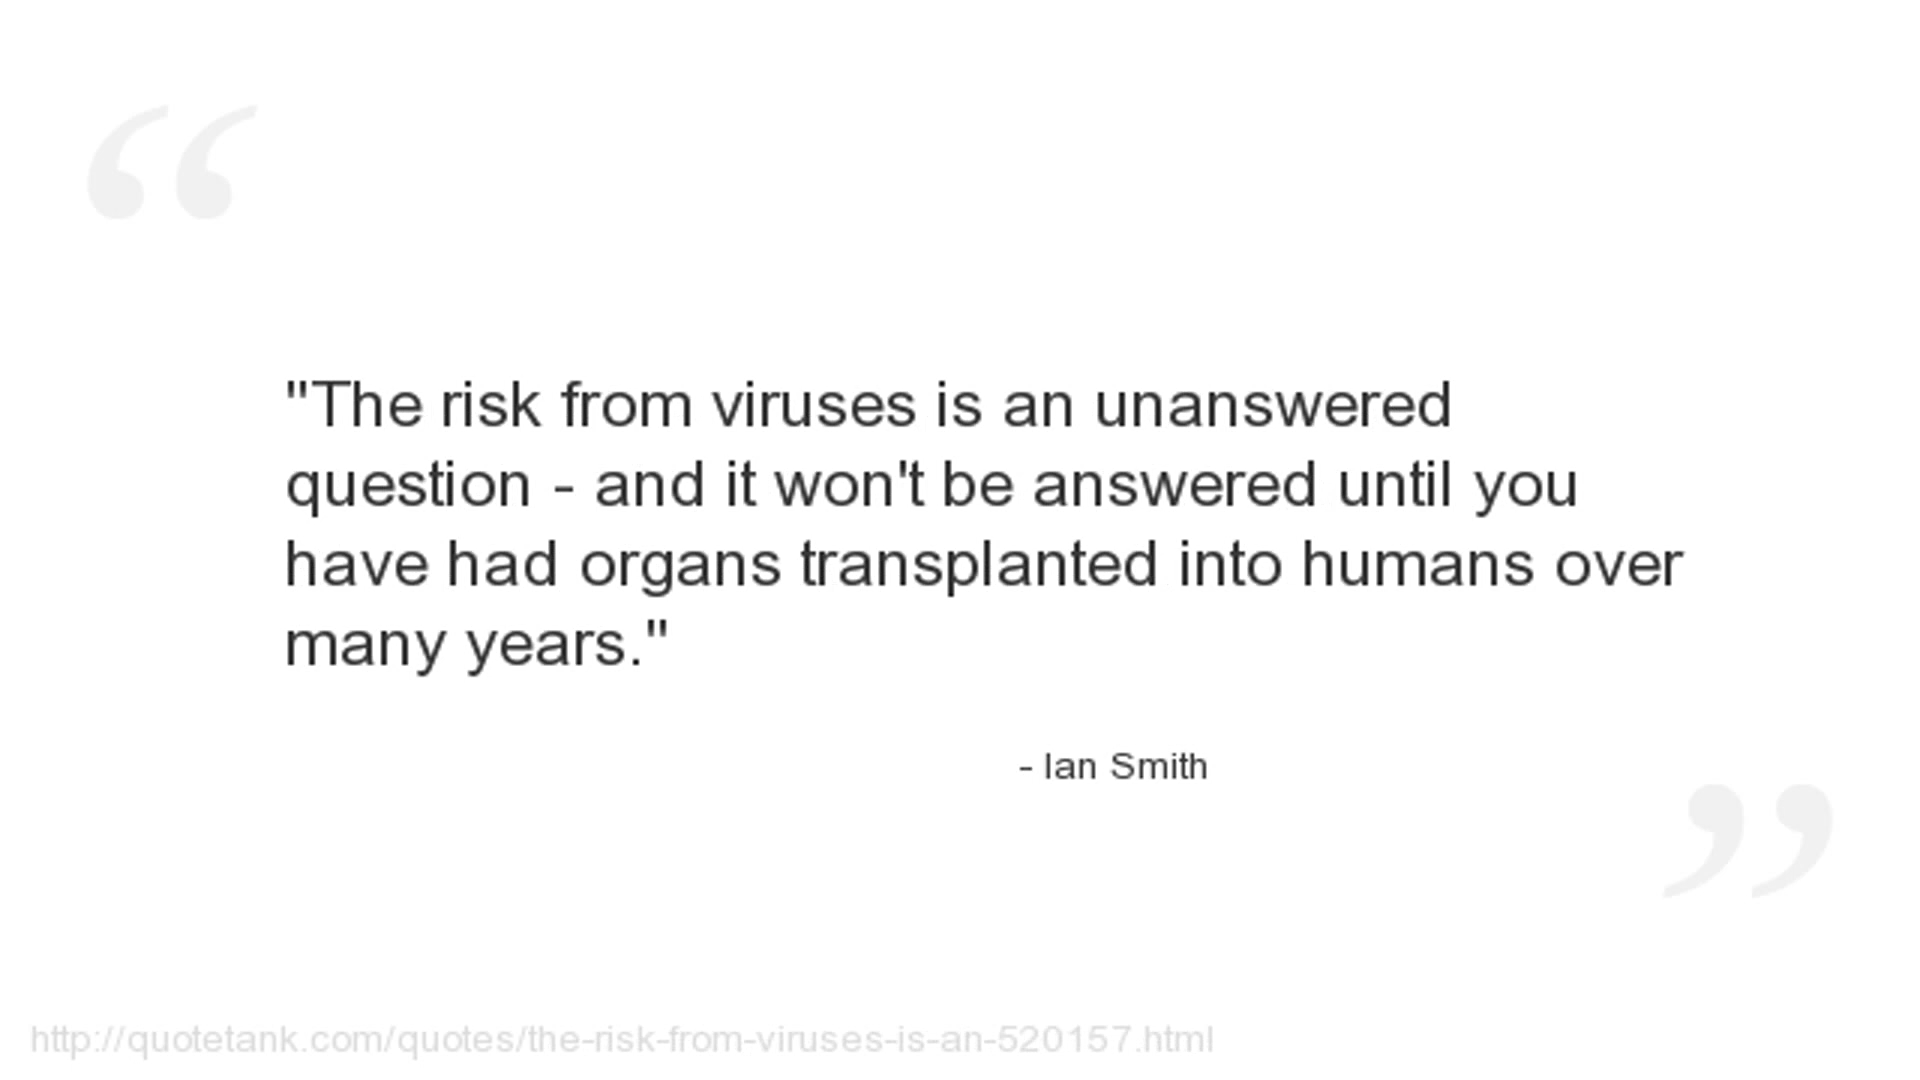 "The risk from viruses is an unanswered
question - and it won't be answered until you
have had organs transplanted into humans over
many years."
- Ian Smith
http://quotetank.com/quotes/the-risk-from-viruses-is-an-520157.html